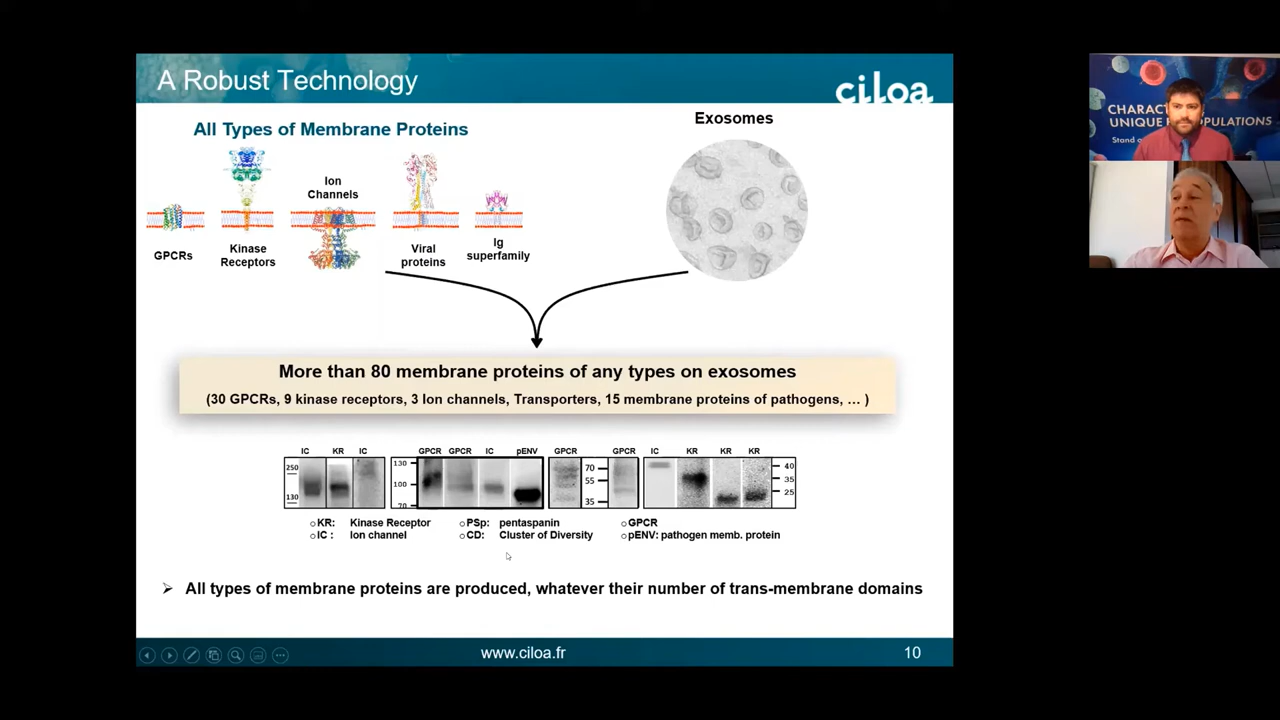 A Robust Technology
ciloa
All Types of Membrane Proteins
Exosomes
Ion
Channels
GPCRs
Kinase
Receptors
Viral
proteins
Ig
superfamily
More than 80 membrane proteins of any types on exosomes
(30 GPCRs, 9 kinase receptors, 3 Ion channels, Transporters, 15 membrane proteins of pathogens, … )
IC KR IC GPCR GPCR IC pENV GPCR GPCR IC KR KR KR
250
130
130
100
70
70
55
35
40
35
25
KR: Kinase Receptor
IC : Ion channel
PSp: pentaspanin
CD: Cluster of Diversity
GPCR
pENV: pathogen memb. protein
All types of membrane proteins are produced, whatever their number of trans-membrane domains
www.ciloa.fr
10
CHARACT
UNIQUE
OPULATIONS
Stand